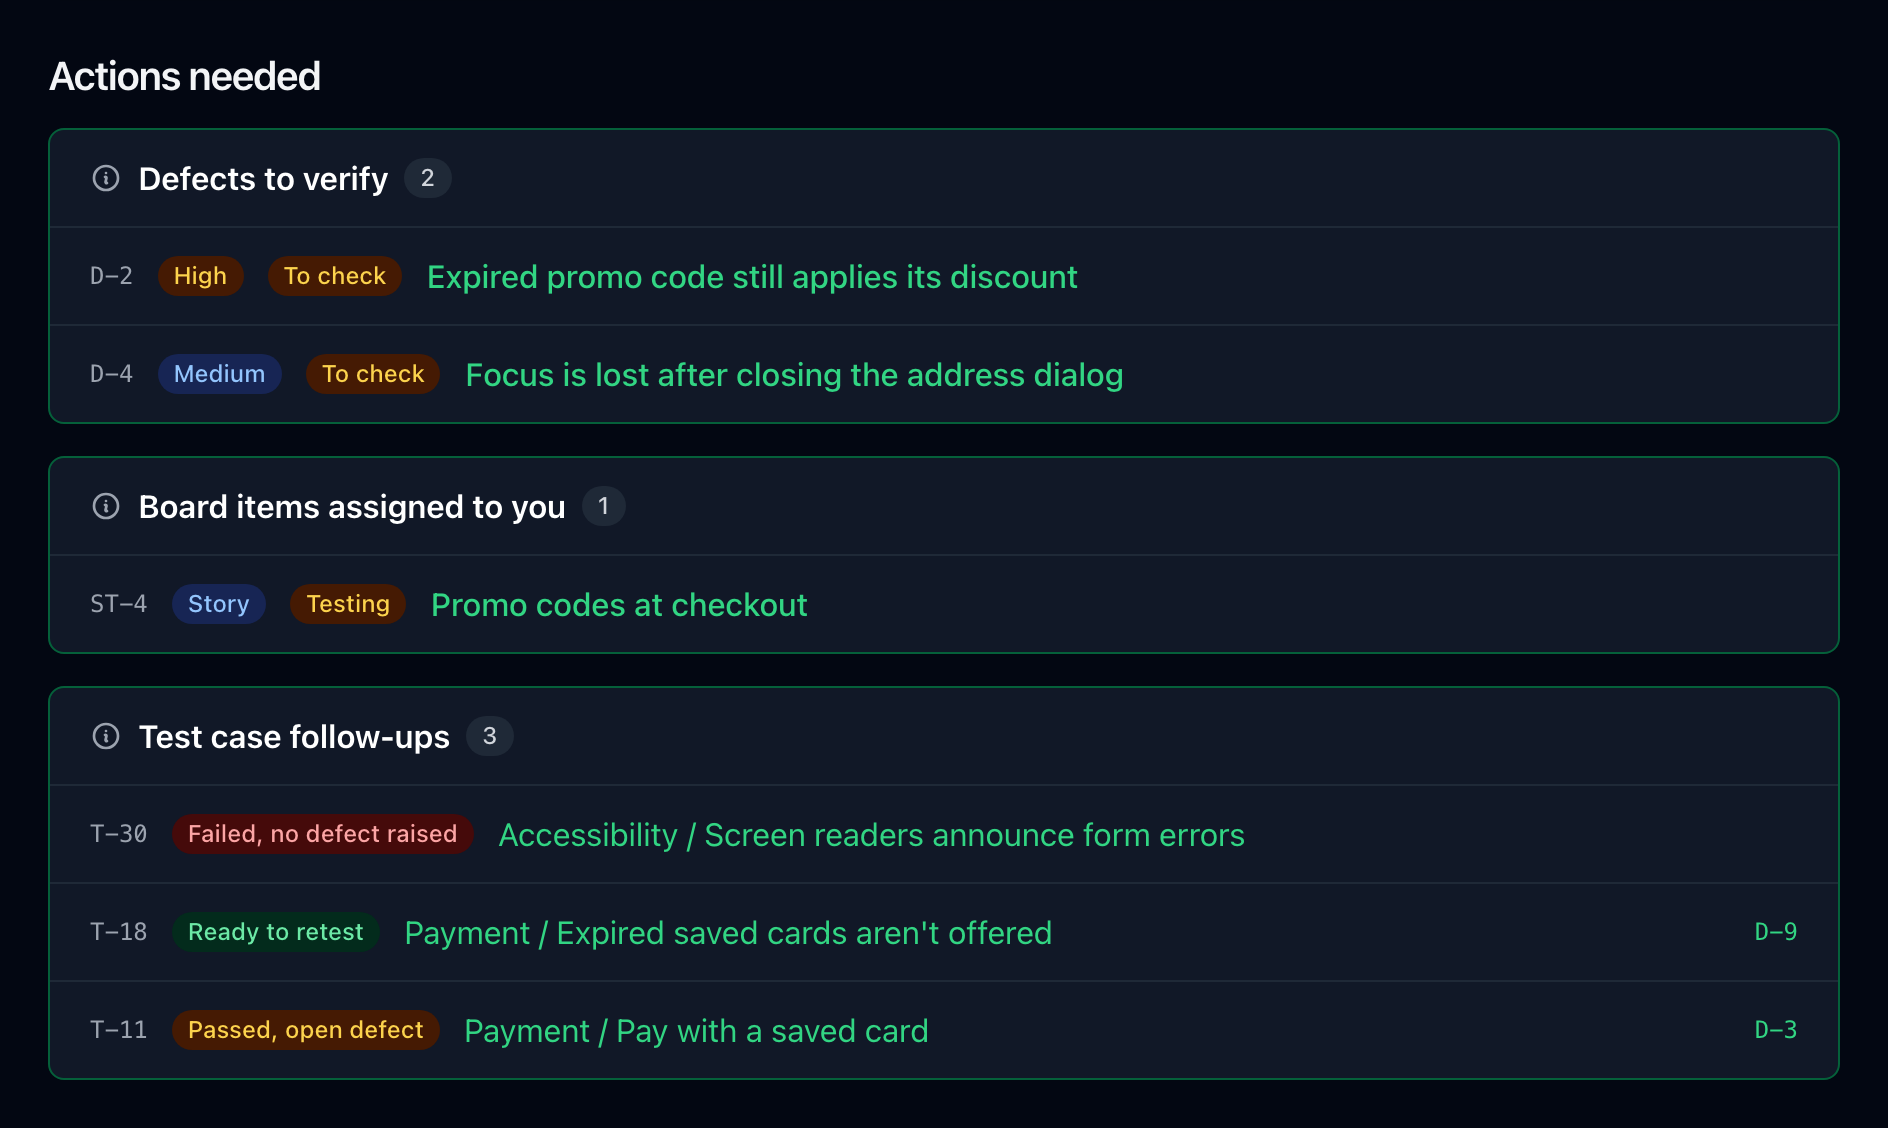 Actions needed
Defects to verify 2
D-2 High To check Expired promo code still applies its discount
D-4 Medium To check Focus is lost after closing the address dialog
Board items assigned to you 1
ST-4 Story Testing Promo codes at checkout
Test case follow-ups 3
T-30 Failed, no defect raised Accessibility / Screen readers announce form errors
T-18 Ready to retest Payment / Expired saved cards aren't offered D-9
T-11 Passed, open defect Payment / Pay with a saved card D-3